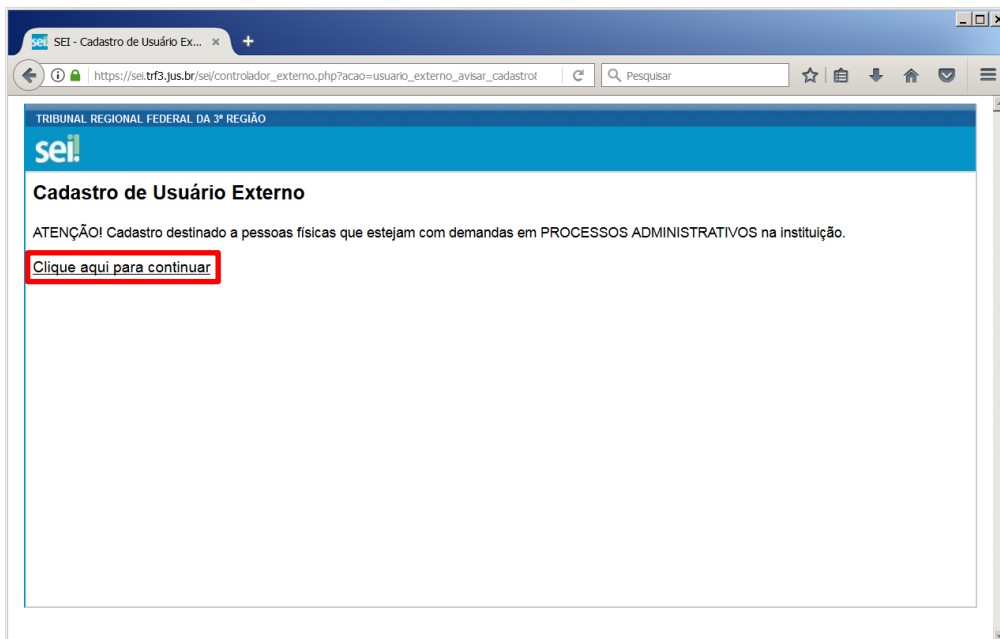 sei! SEI - Cadastro de Usuário Ex...
https://sei.trf3.jus.br/sei/controlador_externo.php?acao=usuario_externo_avisar_cadastro&
Pesquisar
TRIBUNAL REGIONAL FEDERAL DA 3ª REGIÃO
sei!
Cadastro de Usuário Externo
ATENÇÃO! Cadastro destinado a pessoas físicas que estejam com demandas em PROCESSOS ADMINISTRATIVOS na instituição.
Clique aqui para continuar